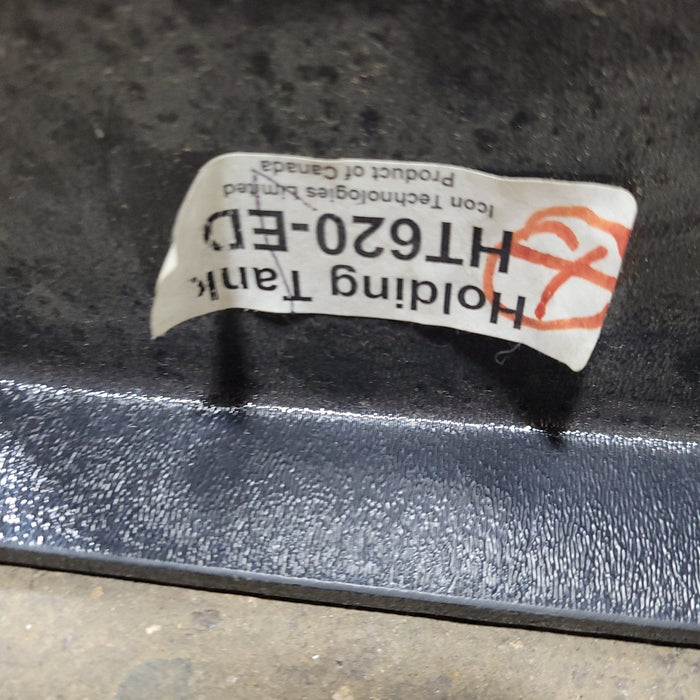 Holding Tank
HT620-ED
Icon Technologies Limited
Product of Canada